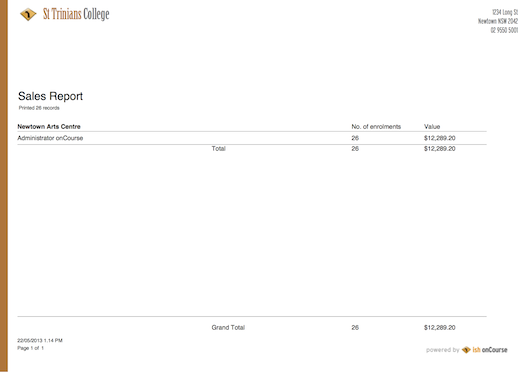 St Trinians College
1234 Long St
Newtown NSW 2042
02 9550 5001
Sales Report
Printed 26 records
Newtown Arts Centre No. of enrolments Value
Administrator onCourse 26 $12,289.20
Total 26 $12,289.20
Grand Total 26 $12,289.20
22/05/2013 1.14 PM
Page 1 of 1
powered by ish onCourse